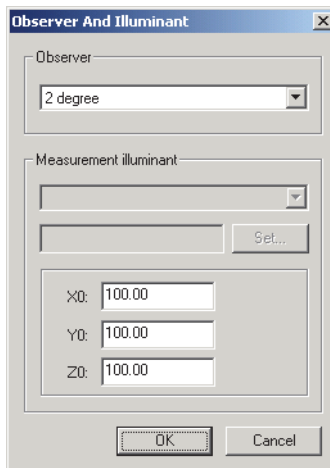 Observer And Illuminant
Observer
2 degree
Measurement illuminant
Set...
X0: 100.00
Y0: 100.00
Z0: 100.00
OK Cancel